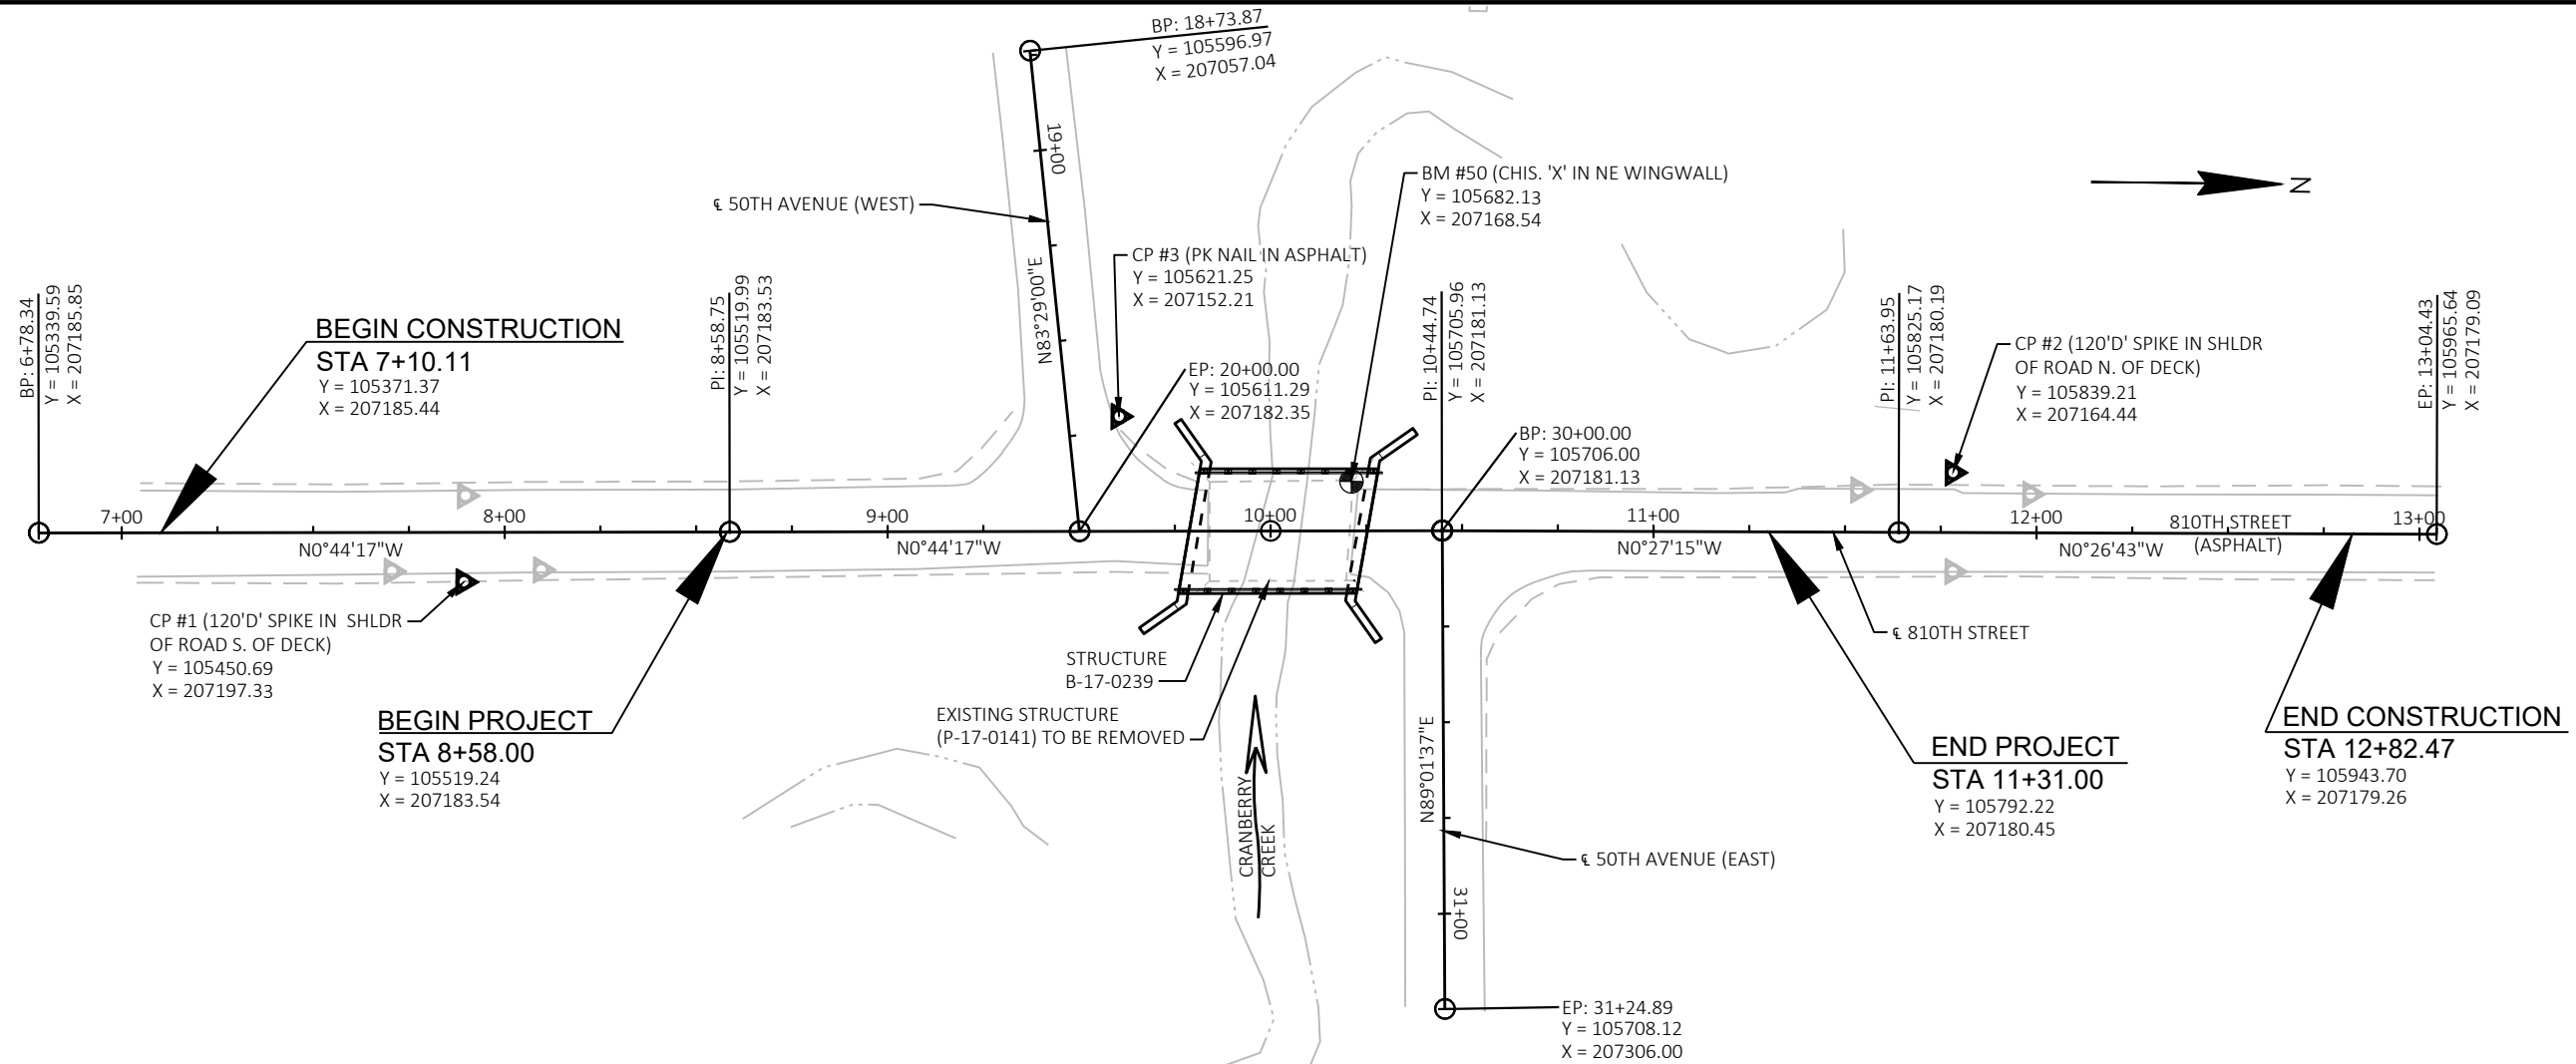 BP: 18+73.87
Y = 105596.97
X = 207057.04
19+00
℄ 50TH AVENUE (WEST)
N83°29'00"E
BM #50 (CHIS. 'X' IN NE WINGWALL)
Y = 105682.13
X = 207168.54
N
CP #3 (PK NAIL IN ASPHALT)
Y = 105621.25
X = 207152.21
BP: 6+78.34
Y = 105339.59
X = 207185.85
BEGIN CONSTRUCTION
STA 7+10.11
Y = 105371.37
X = 207185.44
PI: 8+58.75
Y = 105519.99
X = 207183.53
EP: 20+00.00
Y = 105611.29
X = 207182.35
PI: 10+44.74
Y = 105705.96
X = 207181.13
BP: 30+00.00
Y = 105706.00
X = 207181.13
PI: 11+63.95
Y = 105825.17
X = 207180.19
CP #2 (120'D' SPIKE IN SHLDR
OF ROAD N. OF DECK)
Y = 105839.21
X = 207164.44
EP: 13+04.43
Y = 105965.64
X = 207179.09
7+00
8+00
9+00
10+00
11+00
12+00
13+00
810TH STREET
(ASPHALT)
N0°44'17"W
N0°44'17"W
N0°27'15"W
N0°26'43"W
CP #1 (120'D' SPIKE IN SHLDR
OF ROAD S. OF DECK)
Y = 105450.69
X = 207197.33
BEGIN PROJECT
STA 8+58.00
Y = 105519.24
X = 207183.54
STRUCTURE
B-17-0239
EXISTING STRUCTURE
(P-17-0141) TO BE REMOVED
CRANBERRY
CREEK
℄ 810TH STREET
N89°01'37"E
END PROJECT
STA 11+31.00
Y = 105792.22
X = 207180.45
END CONSTRUCTION
STA 12+82.47
Y = 105943.70
X = 207179.26
℄ 50TH AVENUE (EAST)
31+00
EP: 31+24.89
Y = 105708.12
X = 207306.00